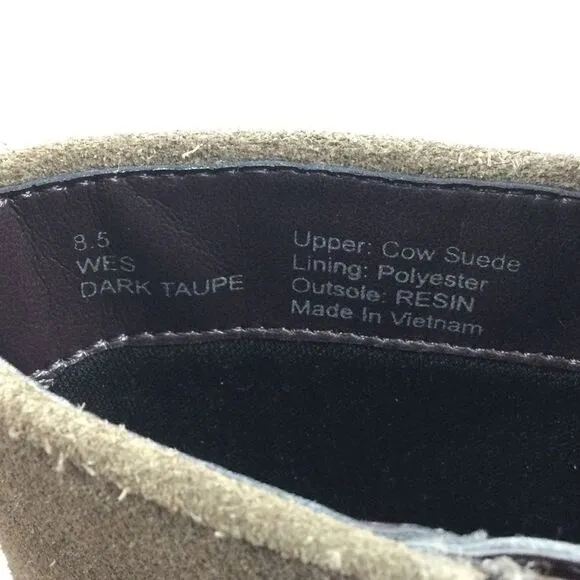 8.5
WES
DARK TAUPE
Upper: Cow Suede
Lining: Polyester
Outsole: RESIN
Made In Vietnam